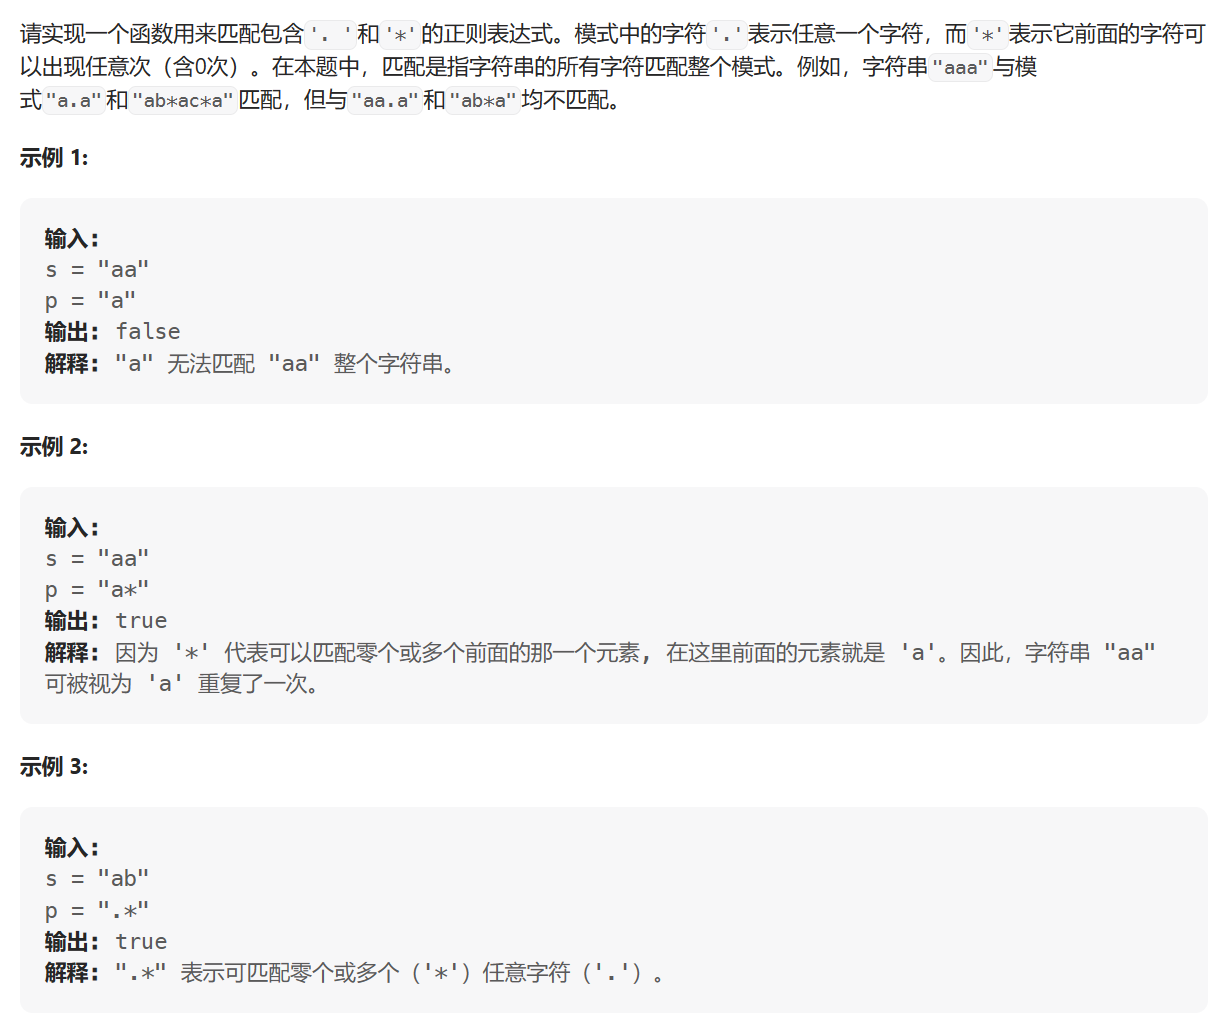 请实现一个函数用来匹配包含'. '和'*'的正则表达式。模式中的字符'.'表示任意一个字符，而'*'表示它前面的字符可
以出现任意次（含0次）。在本题中，匹配是指字符串的所有字符匹配整个模式。例如，字符串"aaa"与模
式"a.a"和"ab*ac*a"匹配，但与"aa.a"和"ab*a"均不匹配。
示例 1:
输入:
s = "aa"
p = "a"
输出: false
解释: "a" 无法匹配 "aa" 整个字符串。
示例 2:
输入:
s = "aa"
p = "a*"
输出: true
解释: 因为 '*' 代表可以匹配零个或多个前面的那一个元素, 在这里前面的元素就是 'a'。因此，字符串 "aa"
可被视为 'a' 重复了一次。
示例 3:
输入:
s = "ab"
p = ".*"
输出: true
解释: ".*" 表示可匹配零个或多个（'*'）任意字符（'.'）。